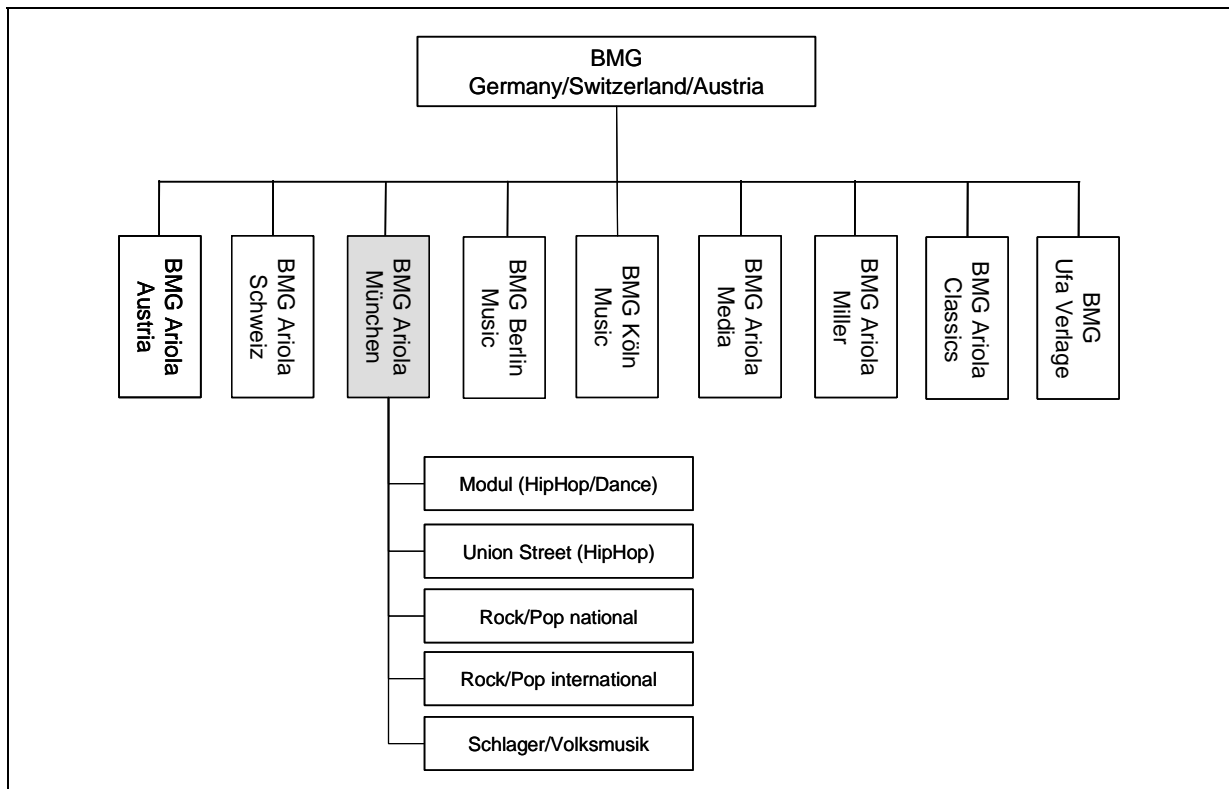 BMG
Germany/Switzerland/Austria
BMG Ariola
Austria
BMG Ariola
Schweiz
BMG Ariola
München
BMG Berlin
Music
BMG Köln
Music
BMG Ariola
Media
BMG Ariola
Miller
BMG Ariola
Classics
BMG
Ufa Verlage
Modul (HipHop/Dance)
Union Street (HipHop)
Rock/Pop national
Rock/Pop international
Schlager/Volksmusik